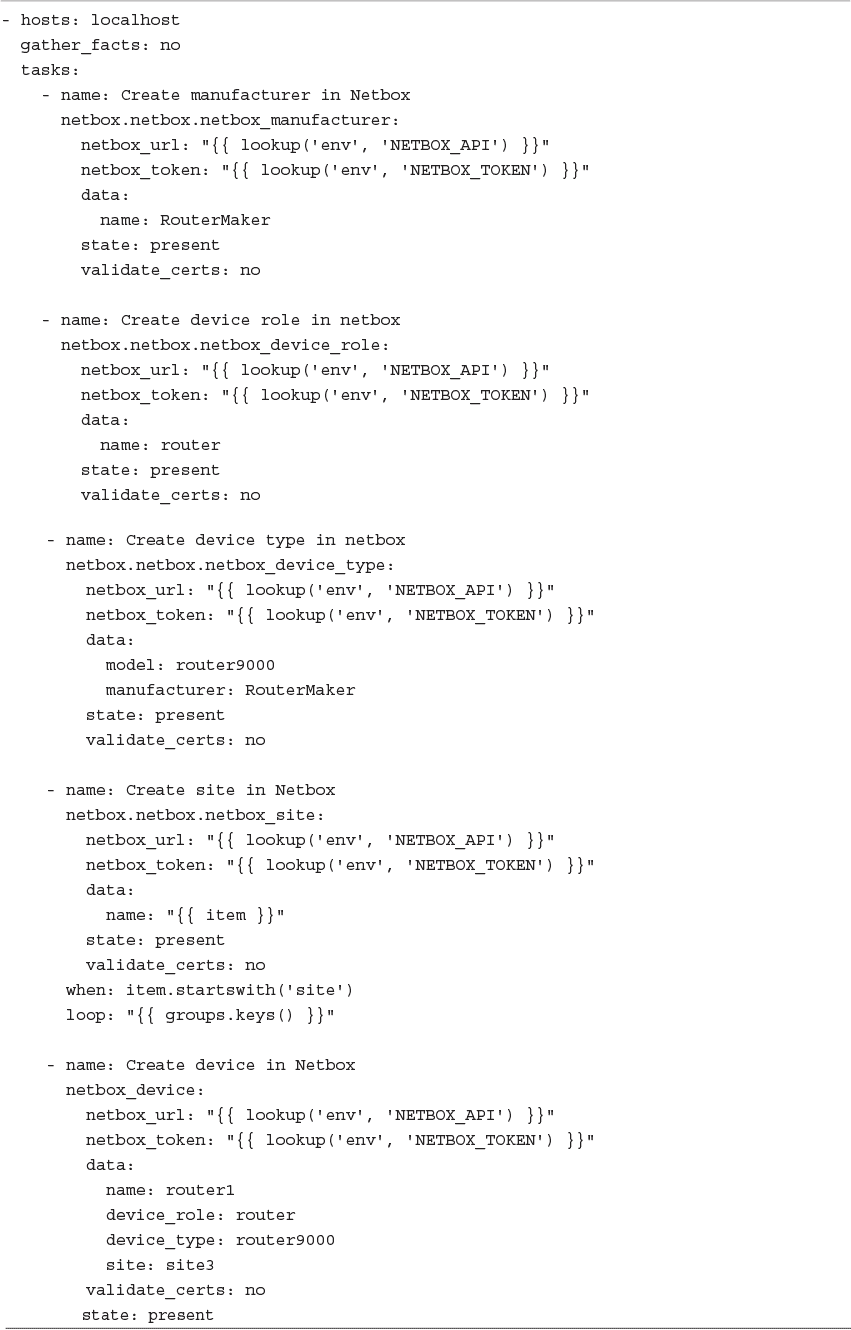 - hosts: localhost
  gather_facts: no
  tasks:
    - name: Create manufacturer in Netbox
      netbox.netbox.netbox_manufacturer:
        netbox_url: "{{ lookup('env', 'NETBOX_API') }}"
        netbox_token: "{{ lookup('env', 'NETBOX_TOKEN') }}"
        data:
          name: RouterMaker
        state: present
        validate_certs: no

    - name: Create device role in netbox
      netbox.netbox.netbox_device_role:
        netbox_url: "{{ lookup('env', 'NETBOX_API') }}"
        netbox_token: "{{ lookup('env', 'NETBOX_TOKEN') }}"
        data:
          name: router
        state: present
        validate_certs: no

    - name: Create device type in netbox
      netbox.netbox.netbox_device_type:
        netbox_url: "{{ lookup('env', 'NETBOX_API') }}"
        netbox_token: "{{ lookup('env', 'NETBOX_TOKEN') }}"
        data:
          model: router9000
          manufacturer: RouterMaker
        state: present
        validate_certs: no

    - name: Create site in Netbox
      netbox.netbox.netbox_site:
        netbox_url: "{{ lookup('env', 'NETBOX_API') }}"
        netbox_token: "{{ lookup('env', 'NETBOX_TOKEN') }}"
        data:
          name: "{{ item }}"
        state: present
        validate_certs: no
      when: item.startswith('site')
      loop: "{{ groups.keys() }}"

    - name: Create device in Netbox
      netbox_device:
        netbox_url: "{{ lookup('env', 'NETBOX_API') }}"
        netbox_token: "{{ lookup('env', 'NETBOX_TOKEN') }}"
        data:
          name: router1
          device_role: router
          device_type: router9000
          site: site3
        validate_certs: no
        state: present